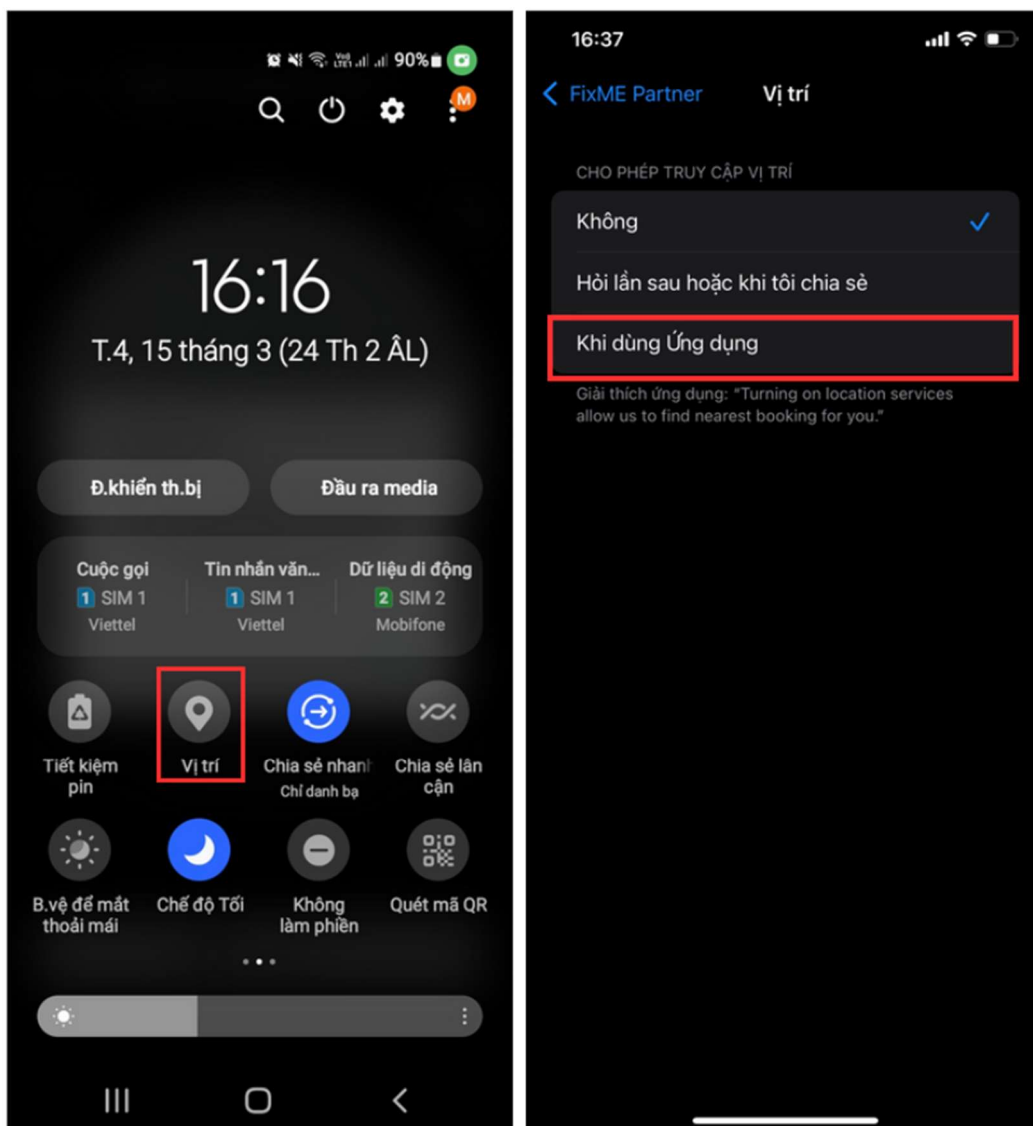 VoLTE
LTE1
90%
M
16:16
T.4, 15 tháng 3 (24 Th 2 ÂL)
Đ.khiển th.bị
Đầu ra media
Cuộc gọi
1 SIM 1
Viettel
Tin nhắn văn...
1 SIM 1
Viettel
Dữ liệu di động
2 SIM 2
Mobifone
Tiết kiệm
pin
Vị trí
Chia sẻ nhanh
Chỉ danh bạ
Chia sẻ lân
cận
B.vệ để mắt
thoải mái
Chế độ Tối
Không
làm phiền
Quét mã QR
16:37
FixME Partner
Vị trí
CHO PHÉP TRUY CẬP VỊ TRÍ
Không
Hỏi lần sau hoặc khi tôi chia sẻ
Khi dùng Ứng dụng
Giải thích ứng dụng: “Turning on location services
allow us to find nearest booking for you.”